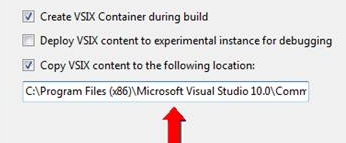 Create VSIX Container during build
Deploy VSIX content to experimental instance for debugging
Copy VSIX content to the following location:
C:\Program Files (x86)\Microsoft Visual Studio 10.0\Comm